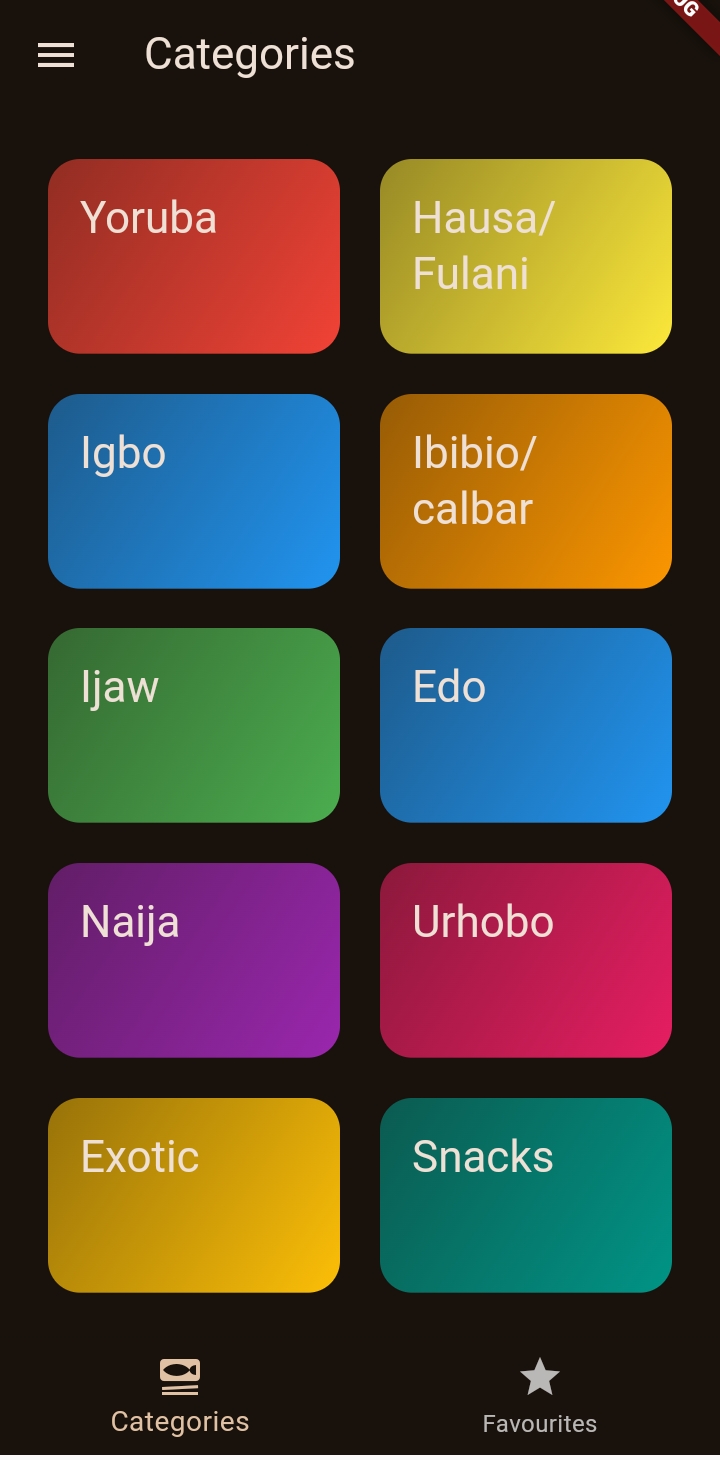 Categories
Yoruba
Hausa/
Fulani
Igbo
Ibibio/
calbar
Ijaw
Edo
Naija
Urhobo
Exotic
Snacks
Categories
Favourites